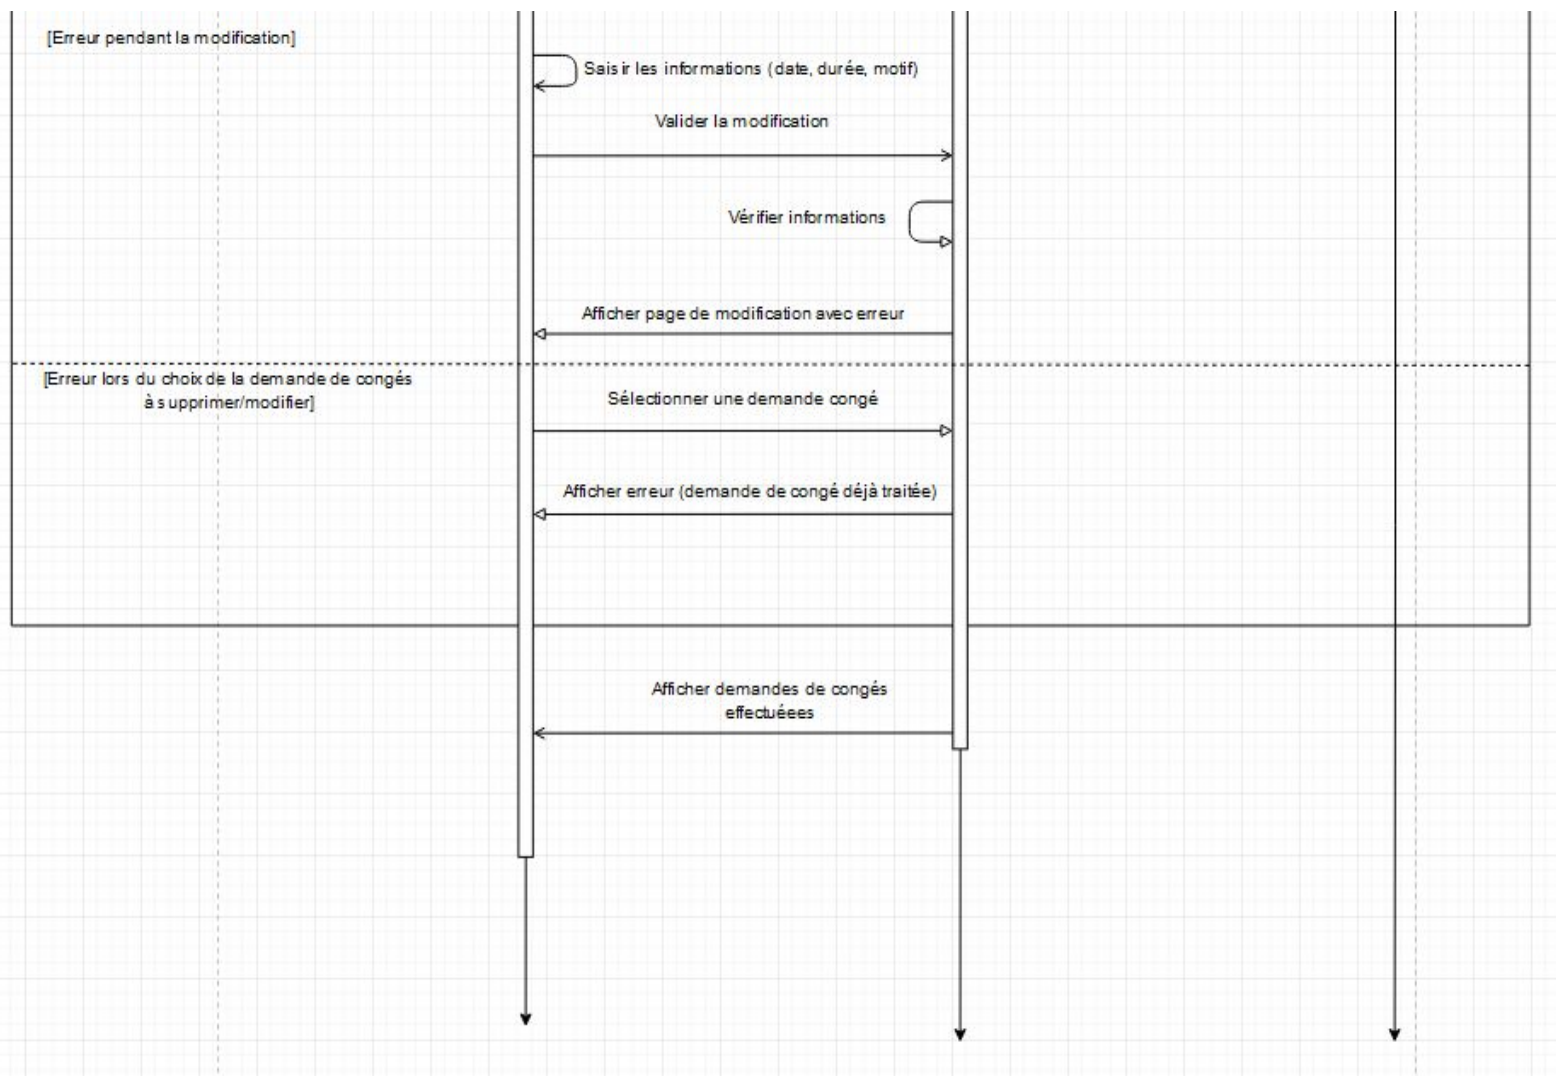 [Erreur pendant la modification]
Saisir les informations (date, durée, motif)
Valider la modification
Vérifier informations
Afficher page de modification avec erreur
[Erreur lors du choix de la demande de congés
à supprimer/modifier]
Sélectionner une demande congé
Afficher erreur (demande de congé déjà traitée)
Afficher demandes de congés
effectuéees